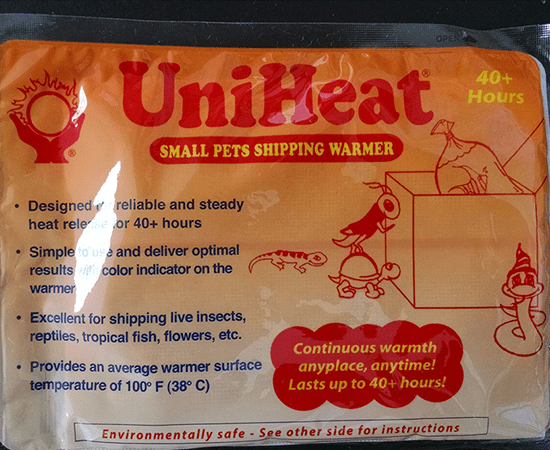 OPEN
UniHeat®
40+
Hours
SMALL PETS SHIPPING WARMER
®
• Designed reliable and steady
heat for 40+ hours
• Simple to use and deliver optimal
results with color indicator on the
warmer
• Excellent for shipping live insects,
reptiles, tropical fish, flowers, etc.
• Provides an average warmer surface
temperature of 100° F (38° C)
Continuous warmth
anyplace, anytime!
Lasts up to 40+ hours!
Environmentally safe - See other side for instructions